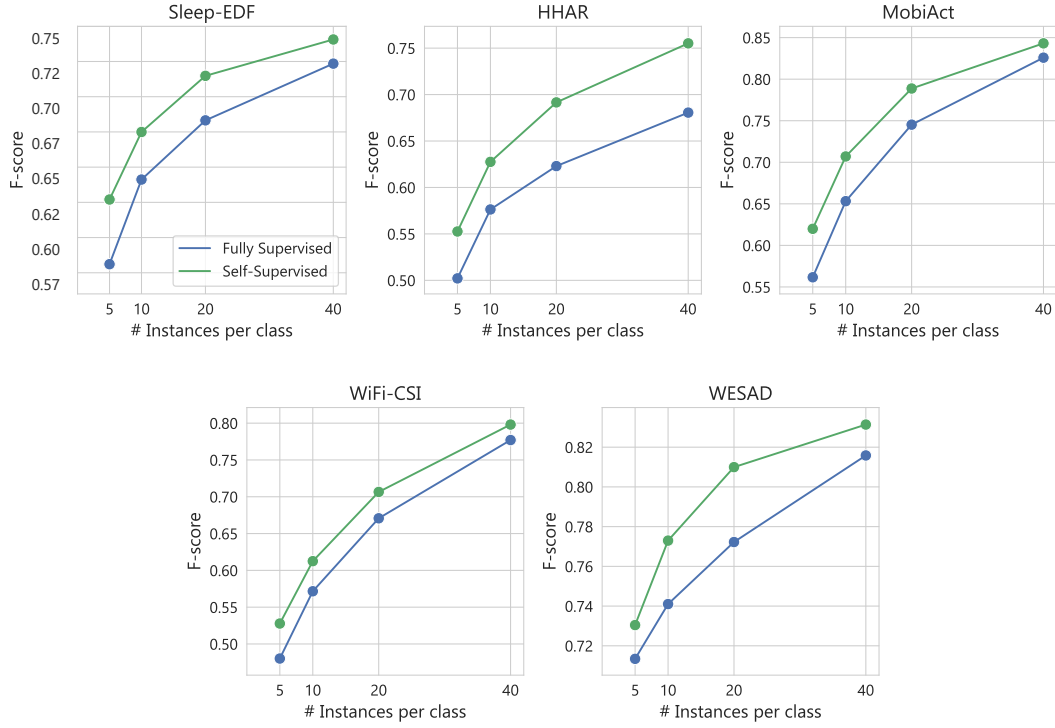 Sleep-EDF
F-score
0.75
0.72
0.70
0.67
0.65
0.62
0.60
0.57
Fully Supervised
Self-Supervised
5 10 20 40
# Instances per class
HHAR
F-score
0.75
0.70
0.65
0.60
0.55
0.50
5 10 20 40
# Instances per class
MobiAct
F-score
0.85
0.80
0.75
0.70
0.65
0.60
0.55
5 10 20 40
# Instances per class
WiFi-CSI
F-score
0.80
0.75
0.70
0.65
0.60
0.55
0.50
5 10 20 40
# Instances per class
WESAD
F-score
0.82
0.80
0.78
0.76
0.74
0.72
5 10 20 40
# Instances per class